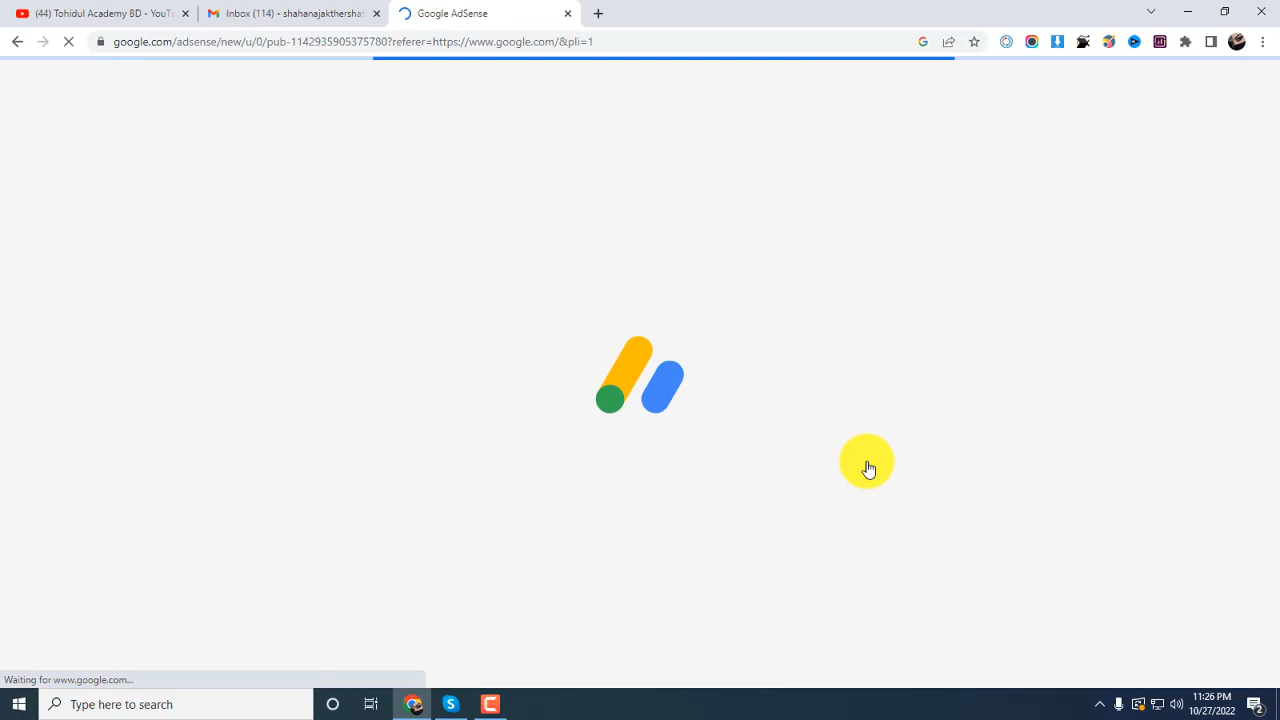 (44) Tohidul Academy BD - YouTu
Inbox (114) - shahanajakthershat
Google AdSense
google.com/adsense/new/u/0/pub-1142935905375780?referer=https://www.google.com/&pli=1
Waiting for www.google.com...
Type here to search
11:26 PM
10/27/2022
2